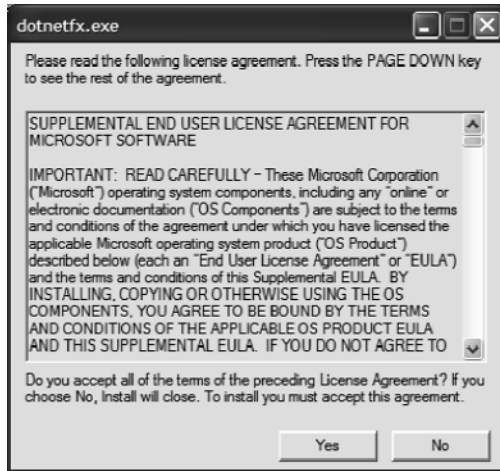 dotnetfx.exe
Please read the following license agreement. Press the PAGE DOWN key
to see the rest of the agreement.
SUPPLEMENTAL END USER LICENSE AGREEMENT FOR
MICROSOFT SOFTWARE
IMPORTANT: READ CAREFULLY – These Microsoft Corporation
("Microsoft") operating system components, including any "online" or
electronic documentation ("OS Components") are subject to the terms
and conditions of the agreement under which you have licensed the
applicable Microsoft operating system product ("OS Product")
described below (each an "End User License Agreement" or "EULA")
and the terms and conditions of this Supplemental EULA. BY
INSTALLING, COPYING OR OTHERWISE USING THE OS
COMPONENTS, YOU AGREE TO BE BOUND BY THE TERMS
AND CONDITIONS OF THE APPLICABLE OS PRODUCT EULA
AND THIS SUPPLEMENTAL EULA. IF YOU DO NOT AGREE TO
Do you accept all of the terms of the preceding License Agreement? If you
choose No, Install will close. To install you must accept this agreement.
Yes No